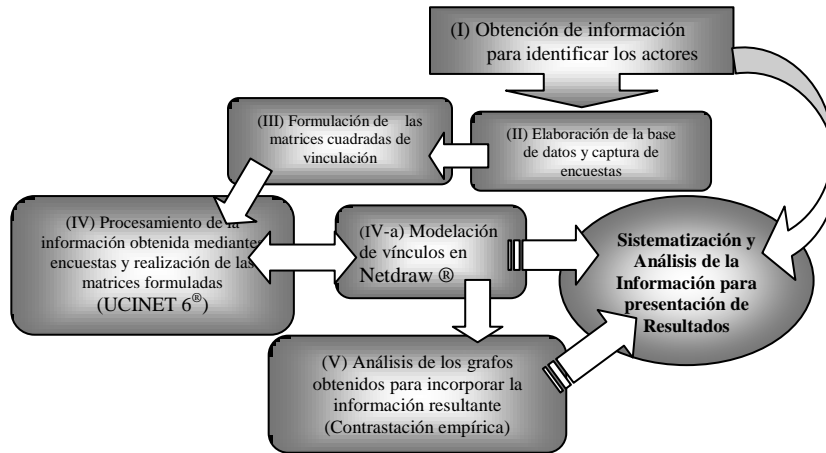 (I) Obtención de información
para identificar los actores
(II) Elaboración de la base
de datos y captura de
encuestas
(III) Formulación de las
matrices cuadradas de
vinculación
(IV) Procesamiento de la
información obtenida mediantes
encuestas y realización de las
matrices formuladas
(UCINET 6®)
(IV-a) Modelación
de vínculos en
Netdraw ®
(V) Análisis de los grafos
obtenidos para incorporar la
información resultante
(Contrastación empírica)
Sistematización y
Análisis de la
Información para
presentación de
Resultados